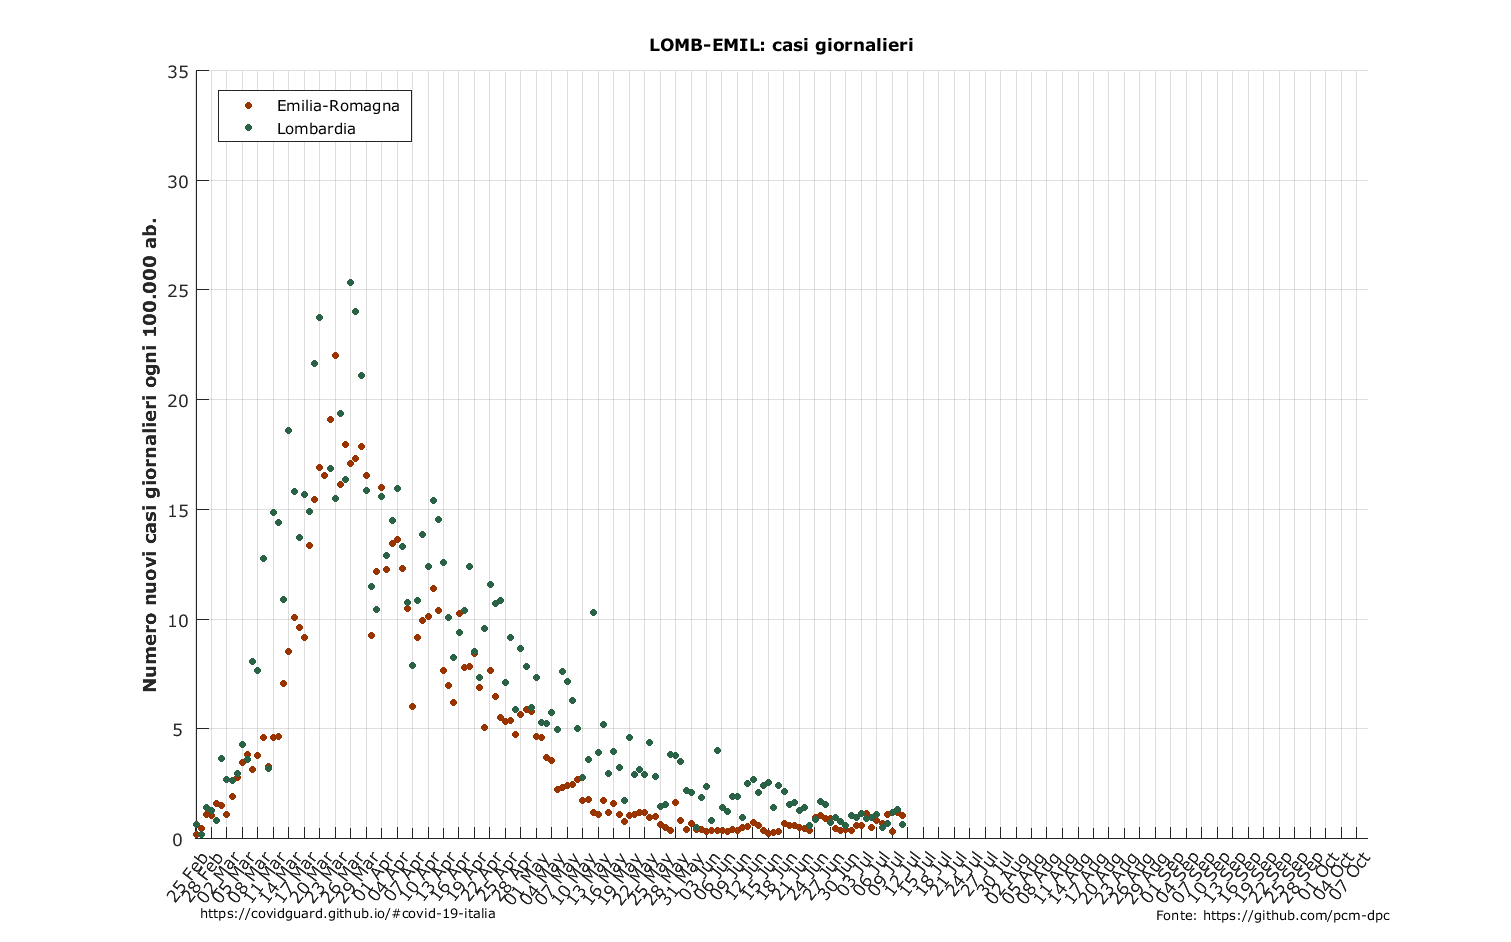 LOMB-EMIL: casi giornalieri
Emilia-Romagna
Lombardia
Numero nuovi casi giornalieri ogni 100.000 ab.
35
30
25
20
15
10
5
0
25 Feb
28 Feb
02 Mar
05 Mar
08 Mar
11 Mar
14 Mar
17 Mar
20 Mar
23 Mar
26 Mar
29 Mar
01 Apr
04 Apr
07 Apr
10 Apr
13 Apr
16 Apr
19 Apr
22 Apr
25 Apr
28 Apr
01 May
04 May
07 May
10 May
13 May
16 May
19 May
22 May
25 May
28 May
31 May
03 Jun
06 Jun
09 Jun
12 Jun
15 Jun
18 Jun
21 Jun
24 Jun
27 Jun
30 Jun
03 Jul
06 Jul
09 Jul
12 Jul
15 Jul
18 Jul
21 Jul
24 Jul
27 Jul
30 Jul
02 Aug
05 Aug
08 Aug
11 Aug
14 Aug
17 Aug
20 Aug
23 Aug
26 Aug
29 Aug
01 Sep
04 Sep
07 Sep
10 Sep
13 Sep
16 Sep
19 Sep
22 Sep
25 Sep
28 Sep
01 Oct
04 Oct
07 Oct
https://covidguard.github.io/#covid-19-italia
Fonte: https://github.com/pcm-dpc